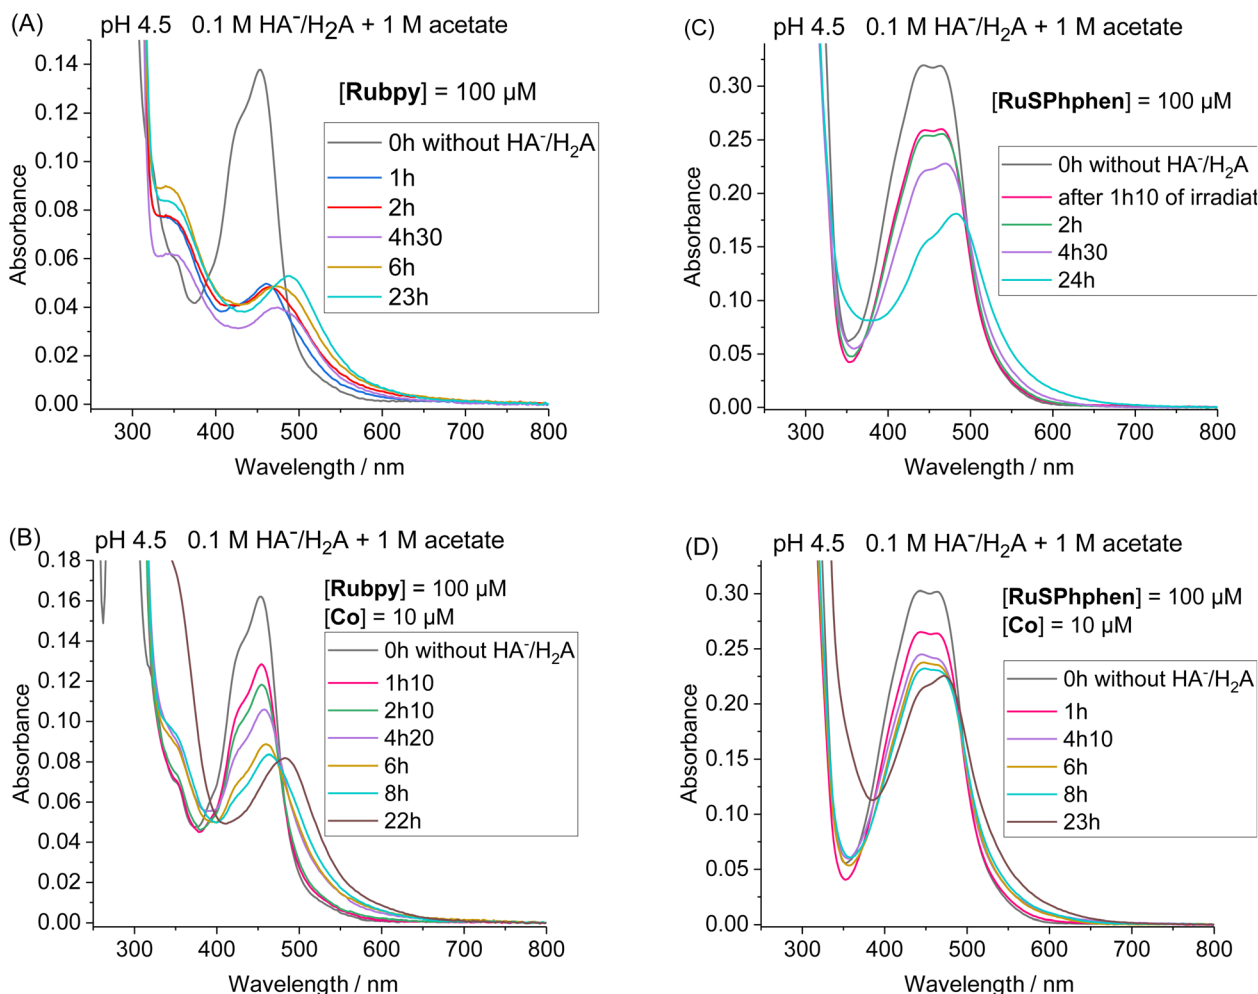 (A)
pH 4.5 0.1 M HA⁻/H₂A + 1 M acetate
[Rubpy] = 100 µM
0h without HA⁻/H₂A
1h
2h
4h30
6h
23h
Absorbance
0.14
0.12
0.10
0.08
0.06
0.04
0.02
0.00
300 400 500 600 700 800
Wavelength / nm
(C)
pH 4.5 0.1 M HA⁻/H₂A + 1 M acetate
[RuSPhphen] = 100 µM
0h without HA⁻/H₂A
after 1h10 of irradiat
2h
4h30
24h
Absorbance
0.30
0.25
0.20
0.15
0.10
0.05
0.00
300 400 500 600 700 800
Wavelength / nm
(B)
pH 4.5 0.1 M HA⁻/H₂A + 1 M acetate
[Rubpy] = 100 µM
[Co] = 10 µM
0h without HA⁻/H₂A
1h10
2h10
4h20
6h
8h
22h
Absorbance
0.18
0.16
0.14
0.12
0.10
0.08
0.06
0.04
0.02
0.00
300 400 500 600 700 800
Wavelength / nm
(D)
pH 4.5 0.1 M HA⁻/H₂A + 1 M acetate
[RuSPhphen] = 100 µM
[Co] = 10 µM
0h without HA⁻/H₂A
1h
4h10
6h
8h
23h
Absorbance
0.30
0.25
0.20
0.15
0.10
0.05
0.00
300 400 500 600 700 800
Wavelength / nm